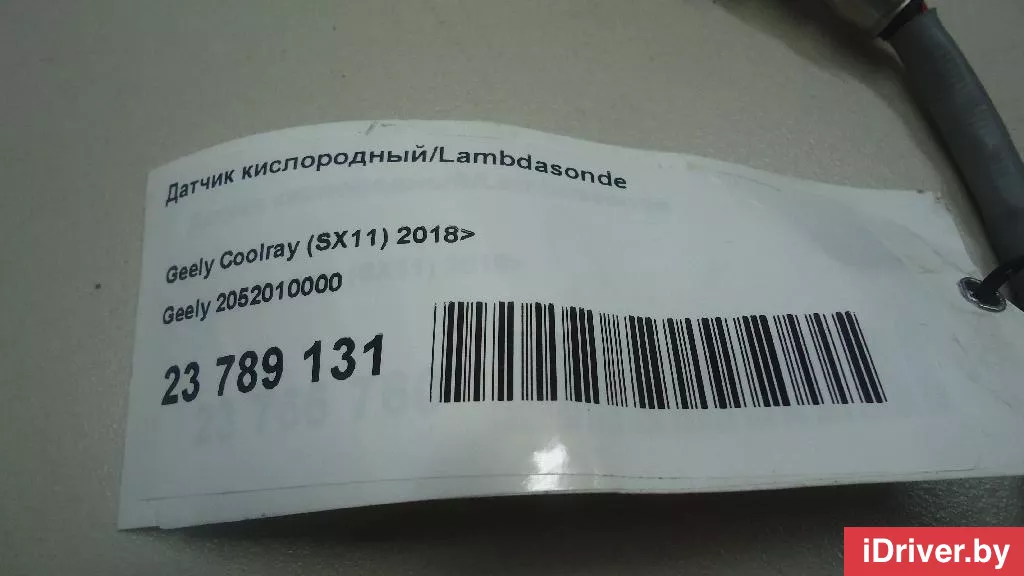 Датчик кислородный/Lambdasonde
Geely Coolray (SX11) 2018>
Geely 2052010000
23 789 131
iDriver.by